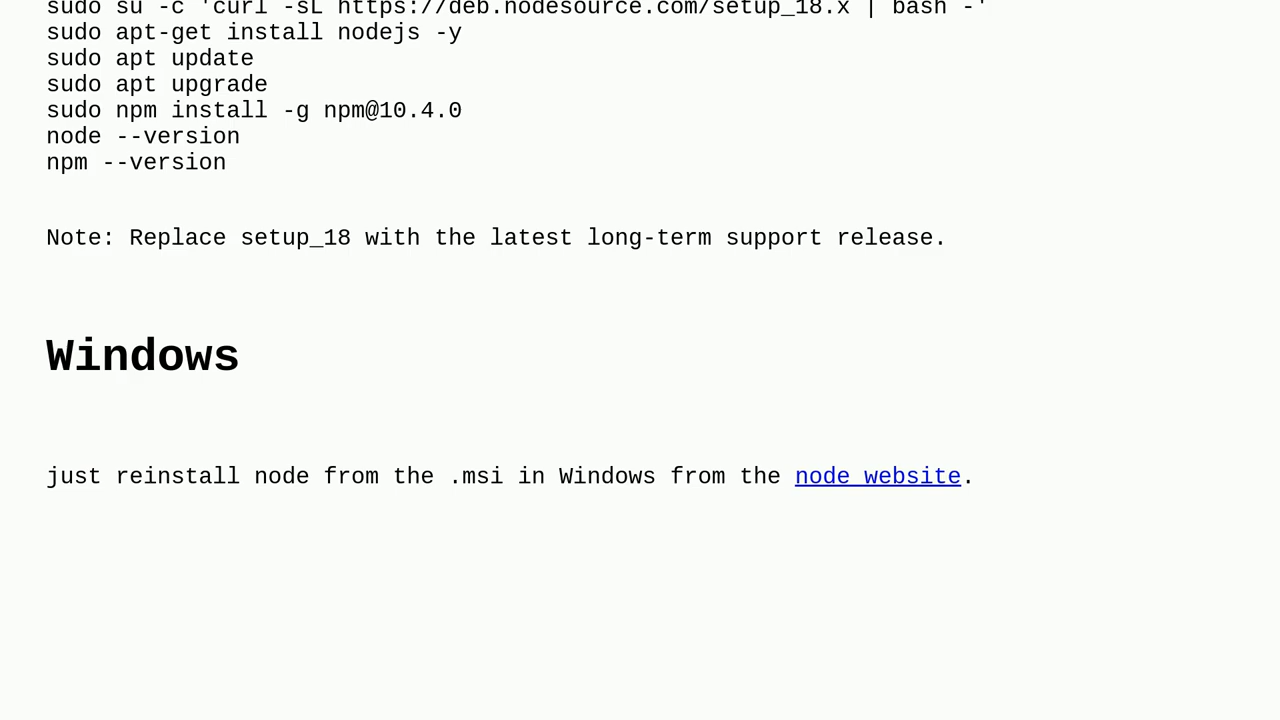 sudo su -c 'curl -sL https://deb.nodesource.com/setup_18.x | bash -'
sudo apt-get install nodejs -y
sudo apt update
sudo apt upgrade
sudo npm install -g npm@10.4.0
node --version
npm --version
Note: Replace setup_18 with the latest long-term support release.
Windows
just reinstall node from the .msi in Windows from the node website.